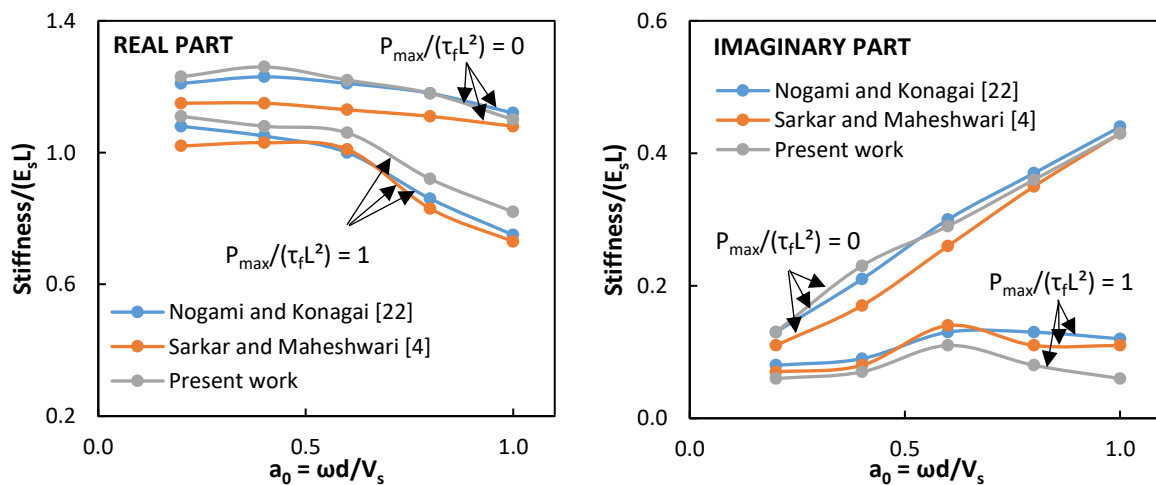 1.4
REAL PART
Pmax/(τfL²) = 0
1.0
Stiffness/(EsL)
Pmax/(τfL²) = 1
0.6
Nogami and Konagai [22]
Sarkar and Maheshwari [4]
Present work
0.2
0.0
0.5
1.0
a0 = ωd/Vs
0.6
IMAGINARY PART
Nogami and Konagai [22]
Sarkar and Maheshwari [4]
Present work
0.4
Stiffness/(EsL)
Pmax/(τfL²) = 0
0.2
Pmax/(τfL²) = 1
0.0
0.0
0.5
1.0
a0 = ωd/Vs